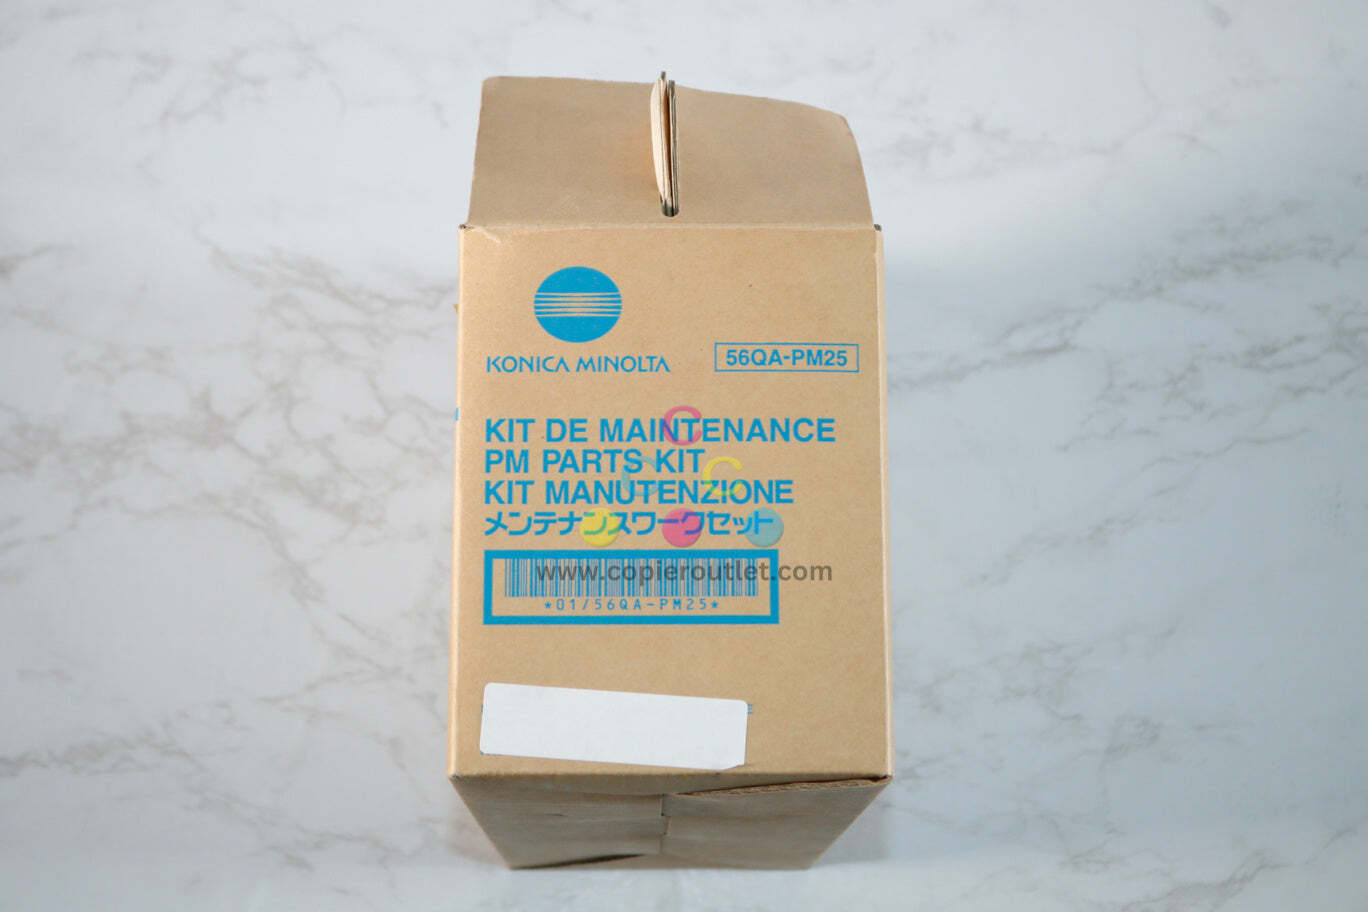 KONICA MINOLTA
56QA-PM25
KIT DE MAINTENANCE
PM PARTS KIT
KIT MANUTENZIONE
メンテナンスワークセット
www.copieroutlet.com
*01/56QA-PM25*